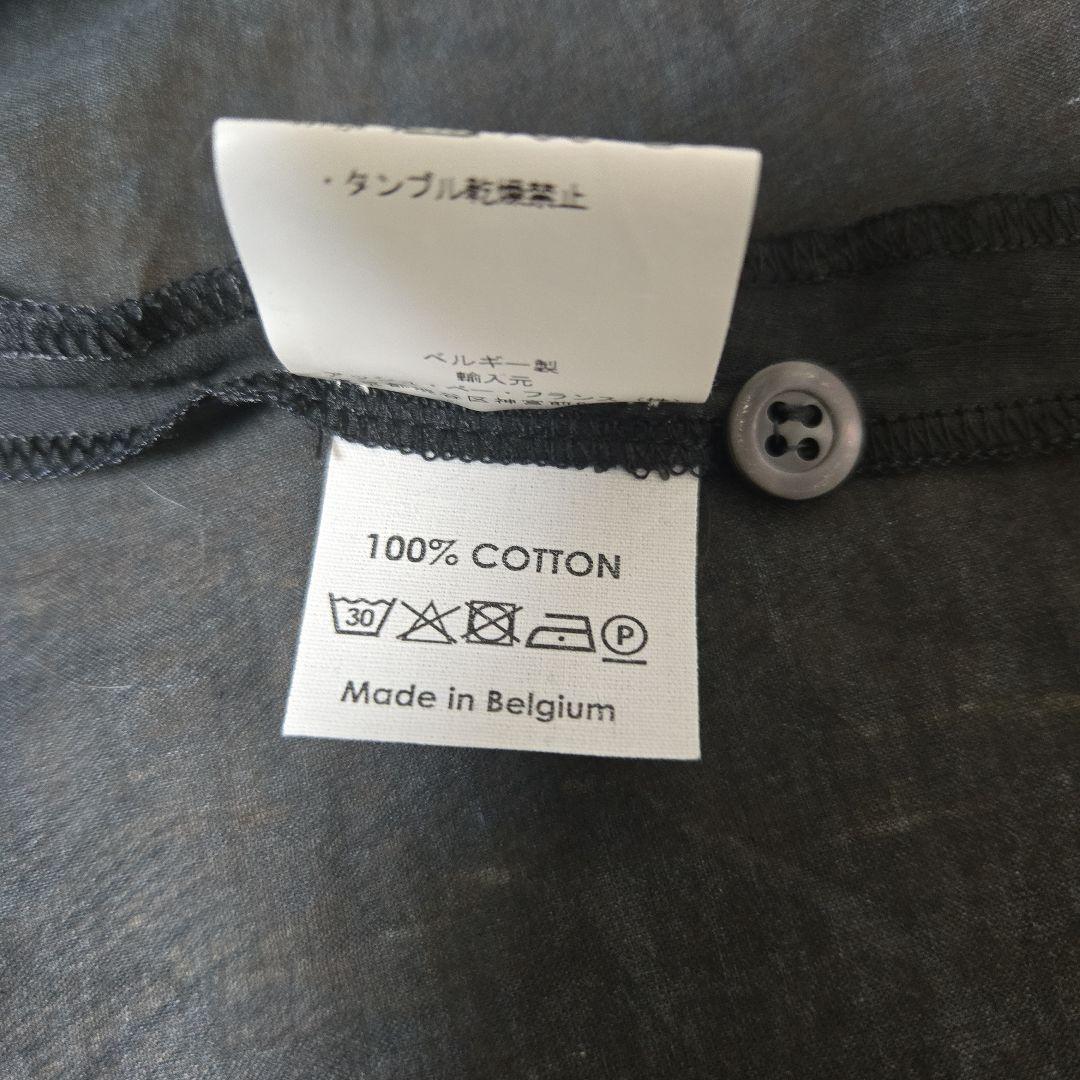 ・タンブル乾燥禁止
ベルギー製
輸入元
100% COTTON
30
P
Made in Belgium